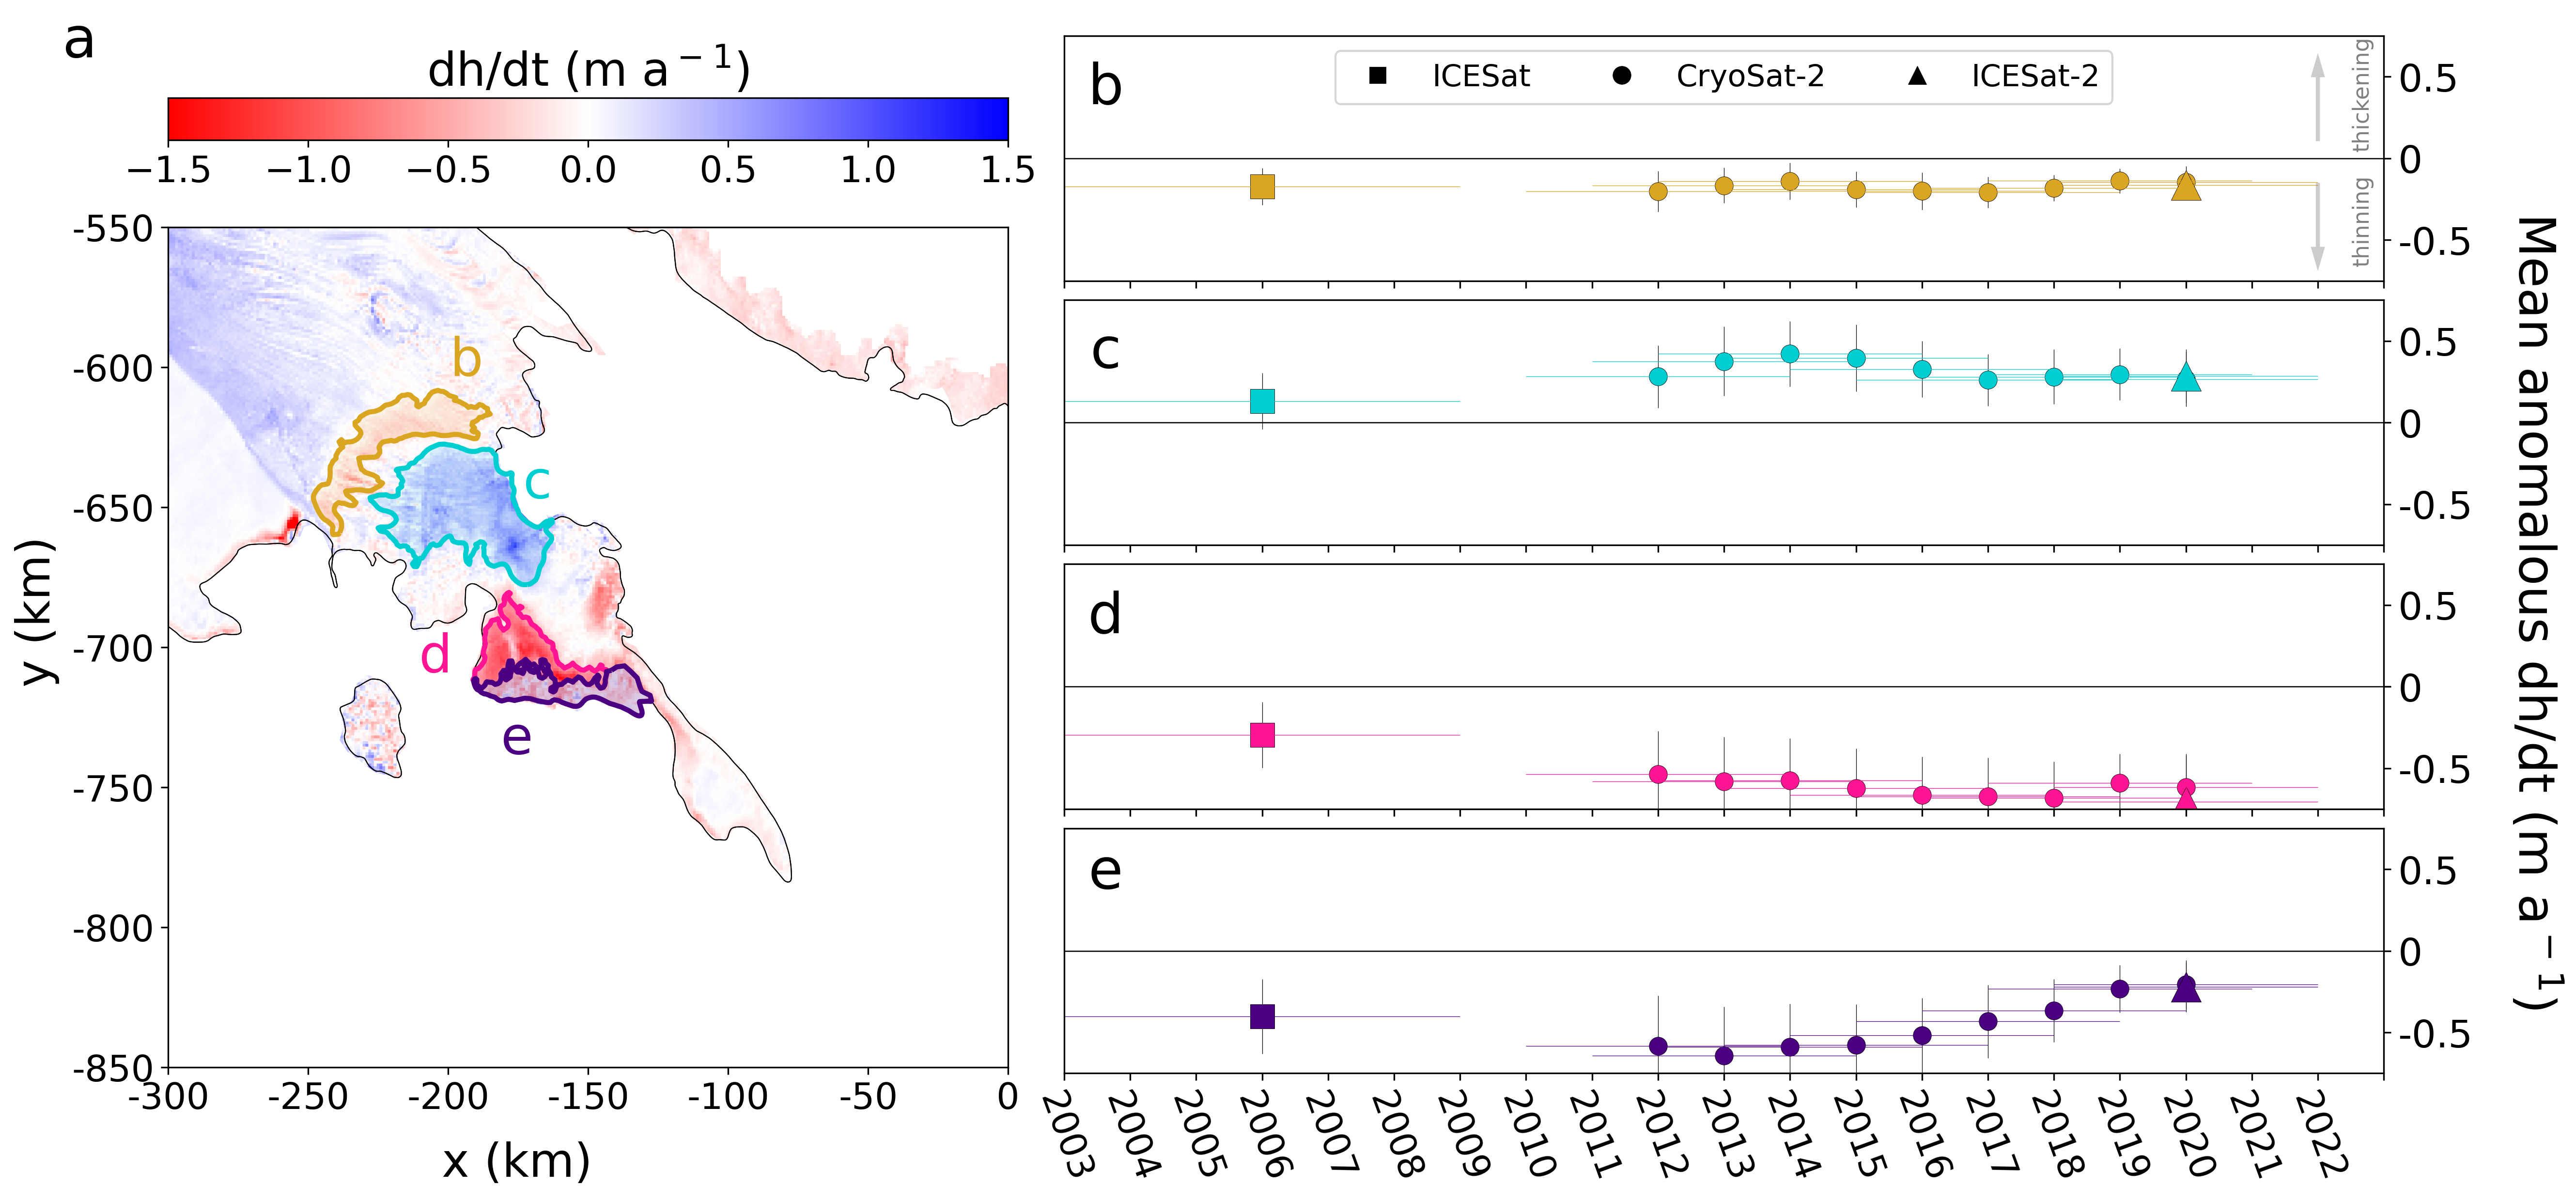 a
dh/dt (m a⁻¹)
−1.5 −1.0 −0.5 0.0 0.5 1.0 1.5
-550
-600
-650
-700
-750
-800
-850
y (km)
-300 -250 -200 -150 -100 -50 0
x (km)
b
c
d
e
b
ICESat CryoSat-2 ICESat-2
thickening
thinning
0.5
0
-0.5
c
0.5
0
-0.5
d
0.5
0
-0.5
e
0.5
0
-0.5
2003 2004 2005 2006 2007 2008 2009 2010 2011 2012 2013 2014 2015 2016 2017 2018 2019 2020 2021 2022
Mean anomalous dh/dt (m a⁻¹)